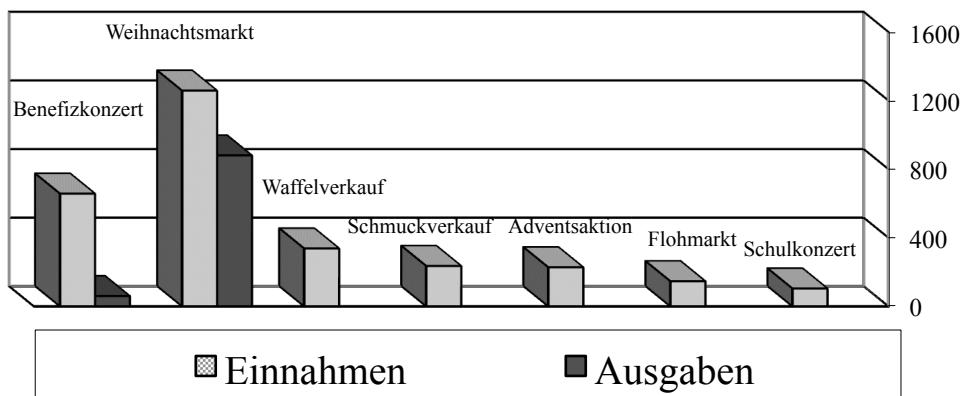 Weihnachtsmarkt
1600
Benefizkonzert
1200
Waffelverkauf
800
Schmuckverkauf
Adventsaktion
Flohmarkt
Schulkonzert
400
0
Einnahmen
Ausgaben